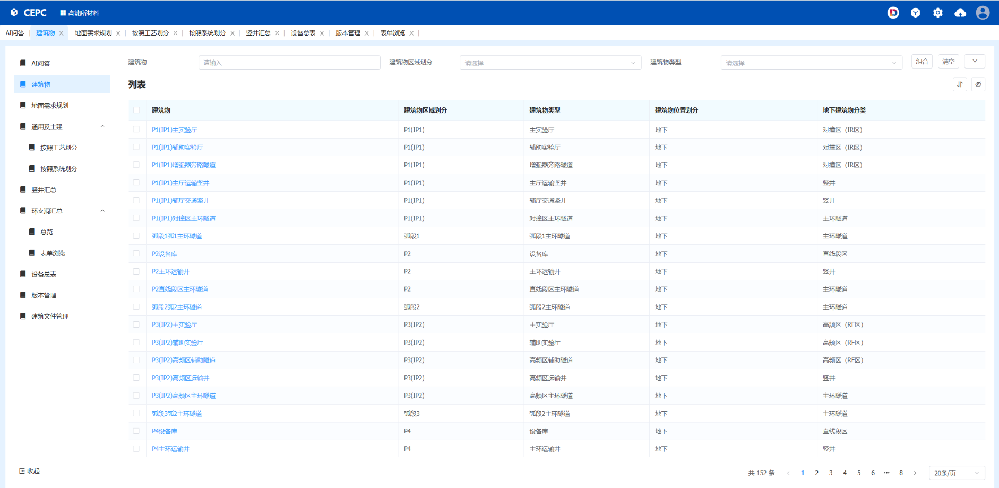 CEPC 高能所材料
AI问答 建筑物 地面需求规划 按照工艺划分 按照系统划分 竖井汇总 设备总表 版本管理 表单浏览
AI问答
建筑物
地面需求规划
通用及土建
按照工艺划分
按照系统划分
竖井汇总
环支洞汇总
总览
表单浏览
设备总表
版本管理
建筑文件管理
收起
建筑物 请输入 建筑物区域划分 请选择 建筑物类型 请选择 组合 清空
列表
建筑物 建筑物区域划分 建筑物类型 建筑物位置划分 地下建筑物分类
P1(IP1)主实验厅 P1(IP1) 主实验厅 地下 对撞区（IR区）
P1(IP1)辅助实验厅 P1(IP1) 辅助实验厅 地下 对撞区（IR区）
P1(IP1)增强器旁路隧道 P1(IP1) 增强器旁路隧道 地下 对撞区（IR区）
P1(IP1)主厅运输竖井 P1(IP1) 主厅运输竖井 地下 竖井
P1(IP1)辅厅交通竖井 P1(IP1) 辅厅交通竖井 地下 竖井
P1(IP1)对撞区主环隧道 P1(IP1) 对撞区主环隧道 地下 主环隧道
弧段1弧1主环隧道 弧段1 弧段1主环隧道 地下 主环隧道
P2设备库 P2 设备库 地下 直线段区
P2主环运输井 P2 主环运输井 地下 竖井
P2直线段区主环隧道 P2 直线段区主环隧道 地下 主环隧道
弧段2弧2主环隧道 弧段2 弧段2主环隧道 地下 主环隧道
P3(IP2)主实验厅 P3(IP2) 主实验厅 地下 高频区（RF区）
P3(IP2)辅助实验厅 P3(IP2) 辅助实验厅 地下 高频区（RF区）
P3(IP2)高频区辅助隧道 P3(IP2) 高频区辅助隧道 地下 高频区（RF区）
P3(IP2)高频区运输井 P3(IP2) 高频区运输井 地下 竖井
P3(IP2)高频区主环隧道 P3(IP2) 高频区主环隧道 地下 主环隧道
弧段3弧2主环隧道 弧段3 弧段2主环隧道 地下 主环隧道
P4设备库 P4 设备库 地下 直线段区
P4主环运输井 P4 主环运输井 地下 竖井
共 152 条 1 2 3 4 5 6 ··· 8 20条/页